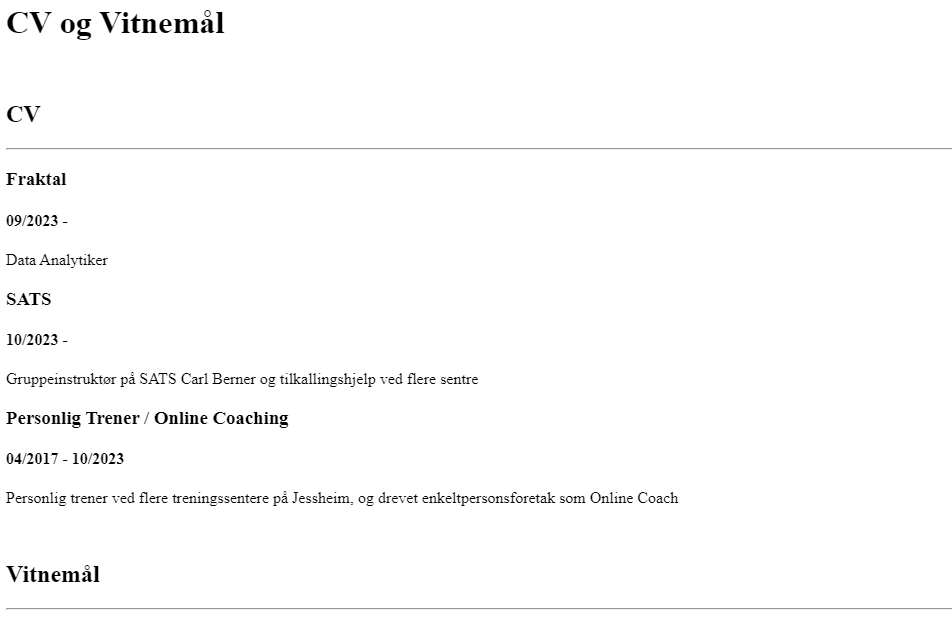 CV og Vitnemål
CV
Fraktal
09/2023 -
Data Analytiker
SATS
10/2023 -
Gruppeinstruktør på SATS Carl Berner og tilkallingshjelp ved flere sentre
Personlig Trener / Online Coaching
04/2017 - 10/2023
Personlig trener ved flere treningssentere på Jessheim, og drevet enkeltpersonsforetak som Online Coach
Vitnemål